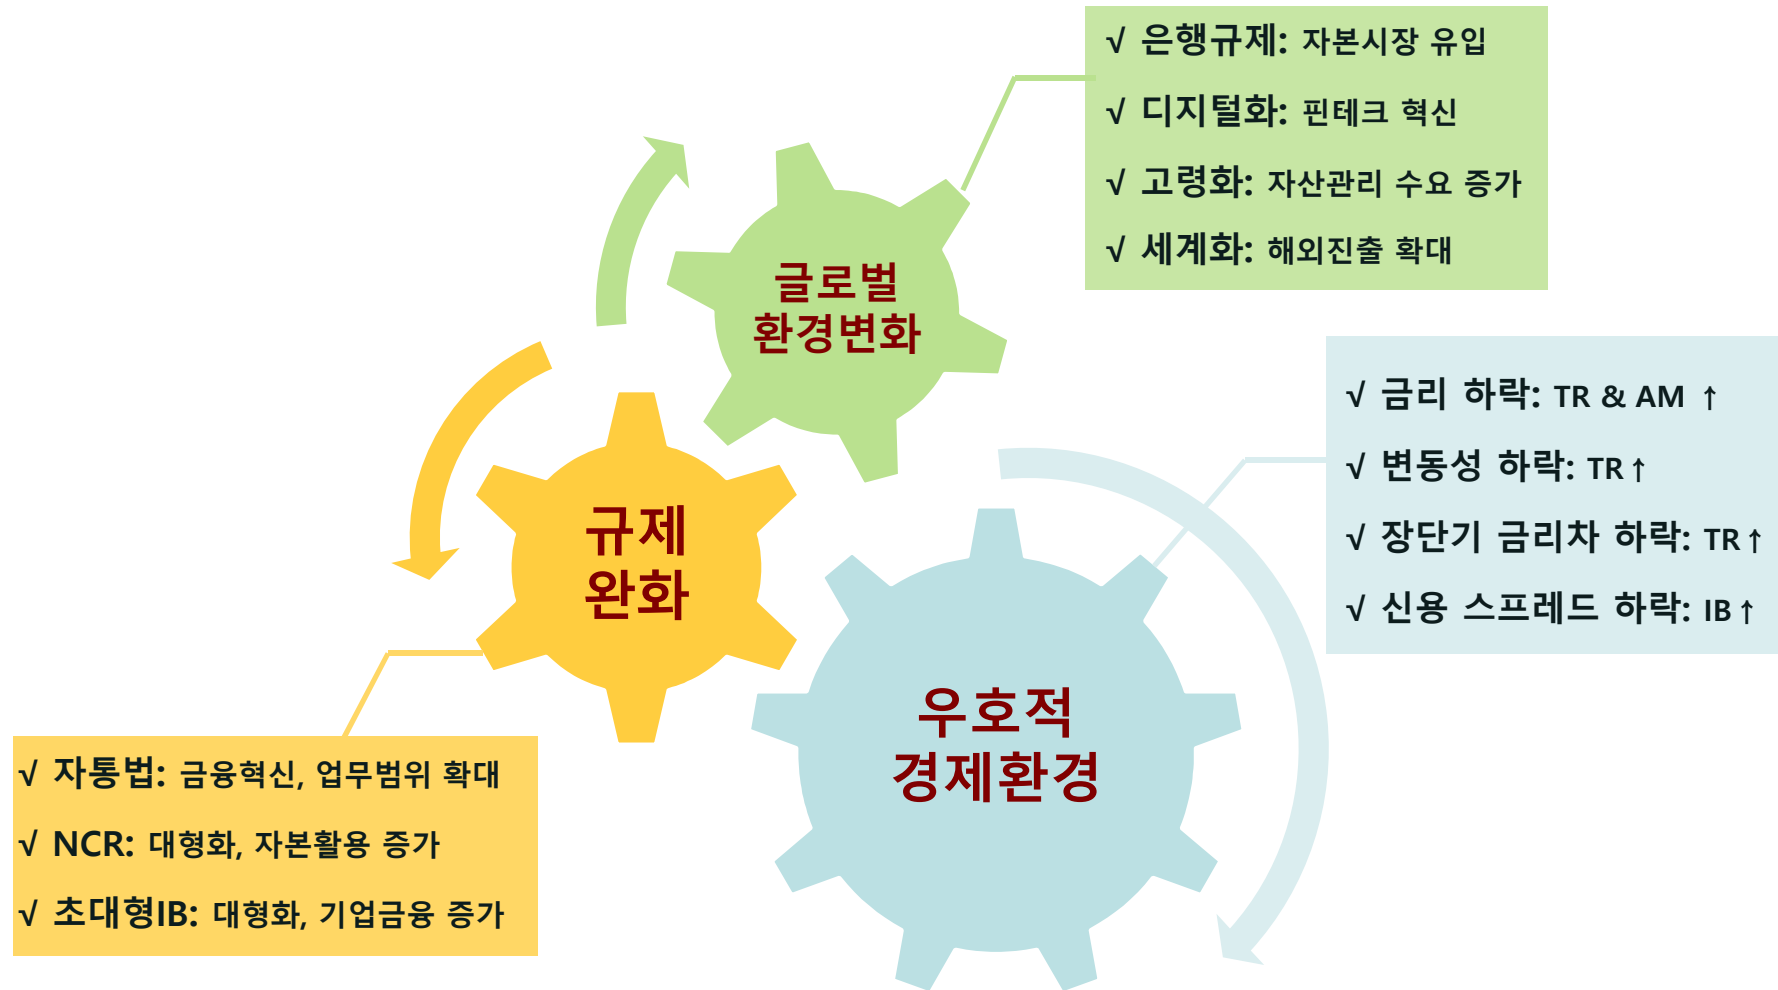 √ 은행규제: 자본시장 유입
√ 디지털화: 핀테크 혁신
√ 고령화: 자산관리 수요 증가
√ 세계화: 해외진출 확대
글로벌
환경변화
√ 금리 하락: TR & AM ↑
√ 변동성 하락: TR↑
√ 장단기 금리차 하락: TR↑
√ 신용 스프레드 하락: IB↑
규제
완화
우호적
경제환경
√ 자통법: 금융혁신, 업무범위 확대
√ NCR: 대형화, 자본활용 증가
√ 초대형IB: 대형화, 기업금융 증가